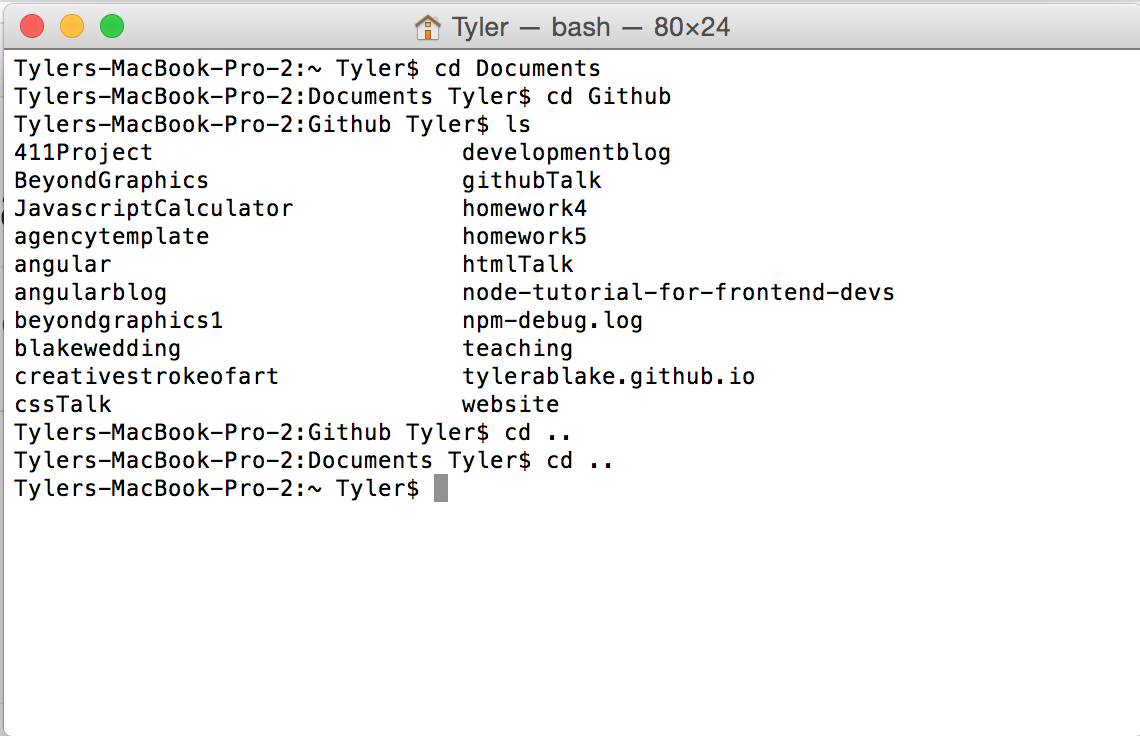 Tyler — bash — 80×24
Tylers-MacBook-Pro-2:~ Tyler$ cd Documents
Tylers-MacBook-Pro-2:Documents Tyler$ cd Github
Tylers-MacBook-Pro-2:Github Tyler$ ls
411Project developmentblog
BeyondGraphics githubTalk
JavascriptCalculator homework4
agencytemplate homework5
angular htmlTalk
angularblog node-tutorial-for-frontend-devs
beyondgraphics1 npm-debug.log
blakewedding teaching
creativestrokeofart tylerablake.github.io
cssTalk website
Tylers-MacBook-Pro-2:Github Tyler$ cd ..
Tylers-MacBook-Pro-2:Documents Tyler$ cd ..
Tylers-MacBook-Pro-2:~ Tyler$